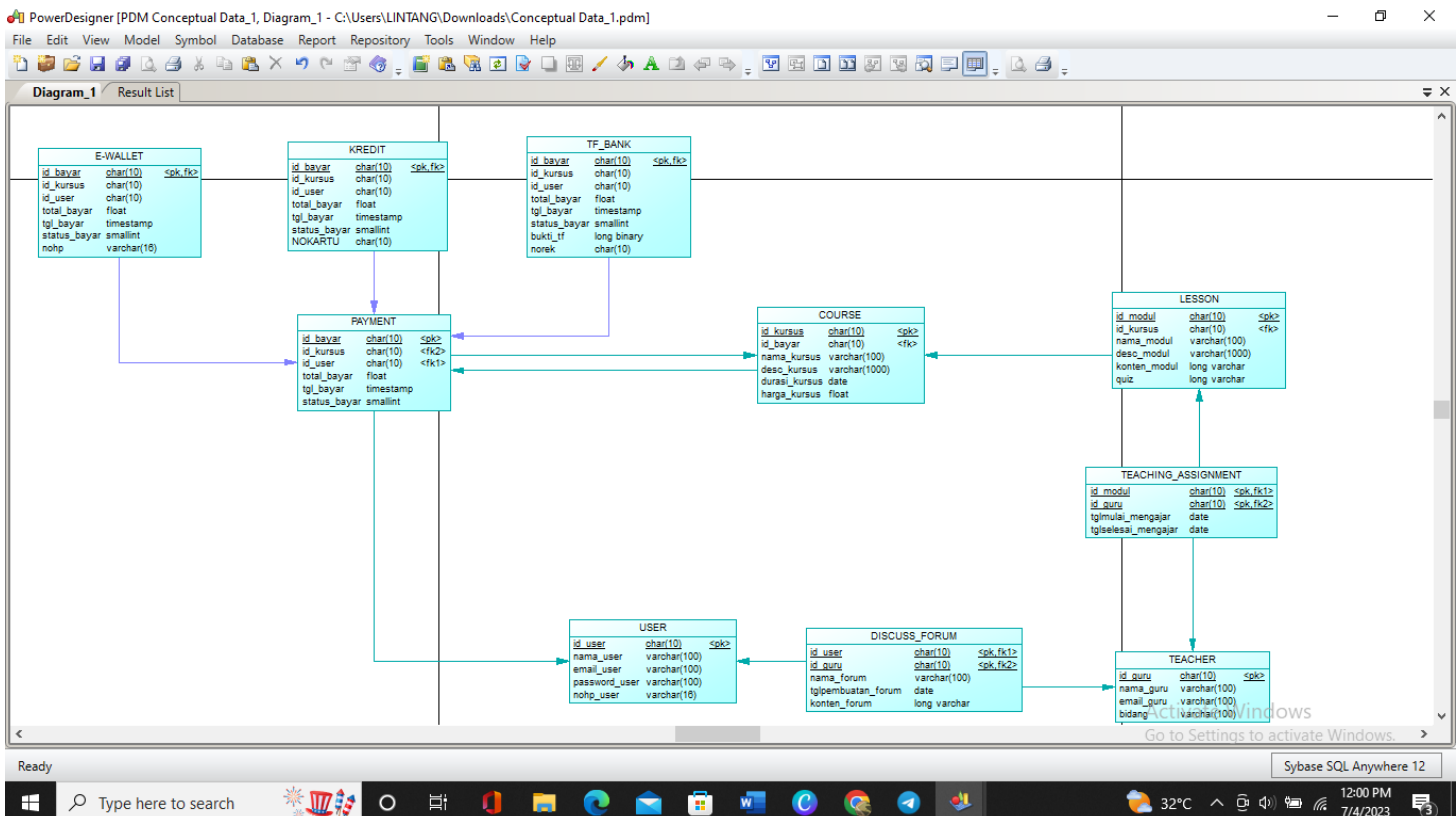 PowerDesigner [PDM Conceptual Data_1, Diagram_1 - C:\Users\LINTANG\Downloads\Conceptual Data_1.pdm]
File Edit View Model Symbol Database Report Repository Tools Window Help
Diagram_1 Result List
E-WALLET
id_bayar char(10) <pk,fk>
id_kursus char(10)
id_user char(10)
total_bayar float
tgl_bayar timestamp
status_bayar smallint
nohp varchar(16)
KREDIT
id_bayar char(10) <pk,fk>
id_kursus char(10)
id_user char(10)
total_bayar float
tgl_bayar timestamp
status_bayar smallint
NOKARTU char(10)
TF_BANK
id_bayar char(10) <pk,fk>
id_kursus char(10)
id_user char(10)
total_bayar float
tgl_bayar timestamp
status_bayar smallint
bukti_tf long binary
norek char(10)
PAYMENT
id_bayar char(10) <pk>
id_kursus char(10) <fk2>
id_user char(10) <fk1>
total_bayar float
tgl_bayar timestamp
status_bayar smallint
COURSE
id_kursus char(10) <pk>
id_bayar char(10) <fk>
nama_kursus varchar(100)
desc_kursus varchar(1000)
durasi_kursus date
harga_kursus float
LESSON
id_modul char(10) <pk>
id_kursus char(10) <fk>
nama_modul varchar(100)
desc_modul varchar(1000)
konten_modul long varchar
quiz long varchar
TEACHING_ASSIGNMENT
id_modul char(10) <pk,fk1>
id_guru char(10) <pk,fk2>
tglmulai_mengajar date
tglselesai_mengajar date
USER
id_user char(10) <pk>
nama_user varchar(100)
email_user varchar(100)
password_user varchar(100)
nohp_user varchar(16)
DISCUSS_FORUM
id_user char(10) <pk,fk1>
id_guru char(10) <pk,fk2>
nama_forum varchar(100)
tglpembuatan_forum date
konten_forum long varchar
TEACHER
id_guru char(10) <pk>
nama_guru varchar(100)
email_guru varchar(100)
bidang varchar(100)
Activate Windows
Go to Settings to activate Windows.
Ready
Sybase SQL Anywhere 12
Type here to search
32°C
12:00 PM
7/4/2023
3